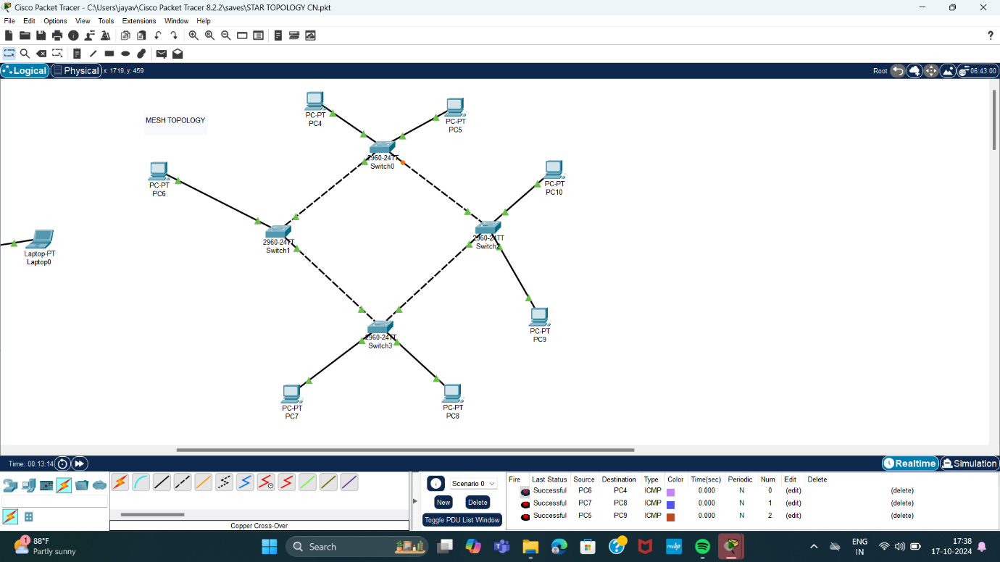 Cisco Packet Tracer - C:\Users\jayav\Cisco Packet Tracer 8.2.2\saves\STAR TOPOLOGY CN.pkt
File Edit Options View Tools Extensions Window Help
Logical Physical x: 1719, y: 459 Root 06:43:00
MESH TOPOLOGY
PC-PT
PC4
PC-PT
PC5
2960-24TT
Switch0
PC-PT
PC6
PC-PT
PC10
2960-24TT
Switch1
2960-24TT
Switch2
Laptop-PT
Laptop0
PC-PT
PC9
2960-24TT
Switch3
PC-PT
PC7
PC-PT
PC8
Time: 00:13:14 Realtime Simulation
Scenario 0
New Delete
Toggle PDU List Window
Fire Last Status Source Destination Type Color Time(sec) Periodic Num Edit Delete
Successful PC6 PC4 ICMP 0.000 N 0 (edit) (delete)
Successful PC7 PC8 ICMP 0.000 N 1 (edit) (delete)
Successful PC5 PC9 ICMP 0.000 N 2 (edit) (delete)
Copper Cross-Over
1
88°F
Partly sunny
Search
myhp
ENG
IN
17:38
17-10-2024